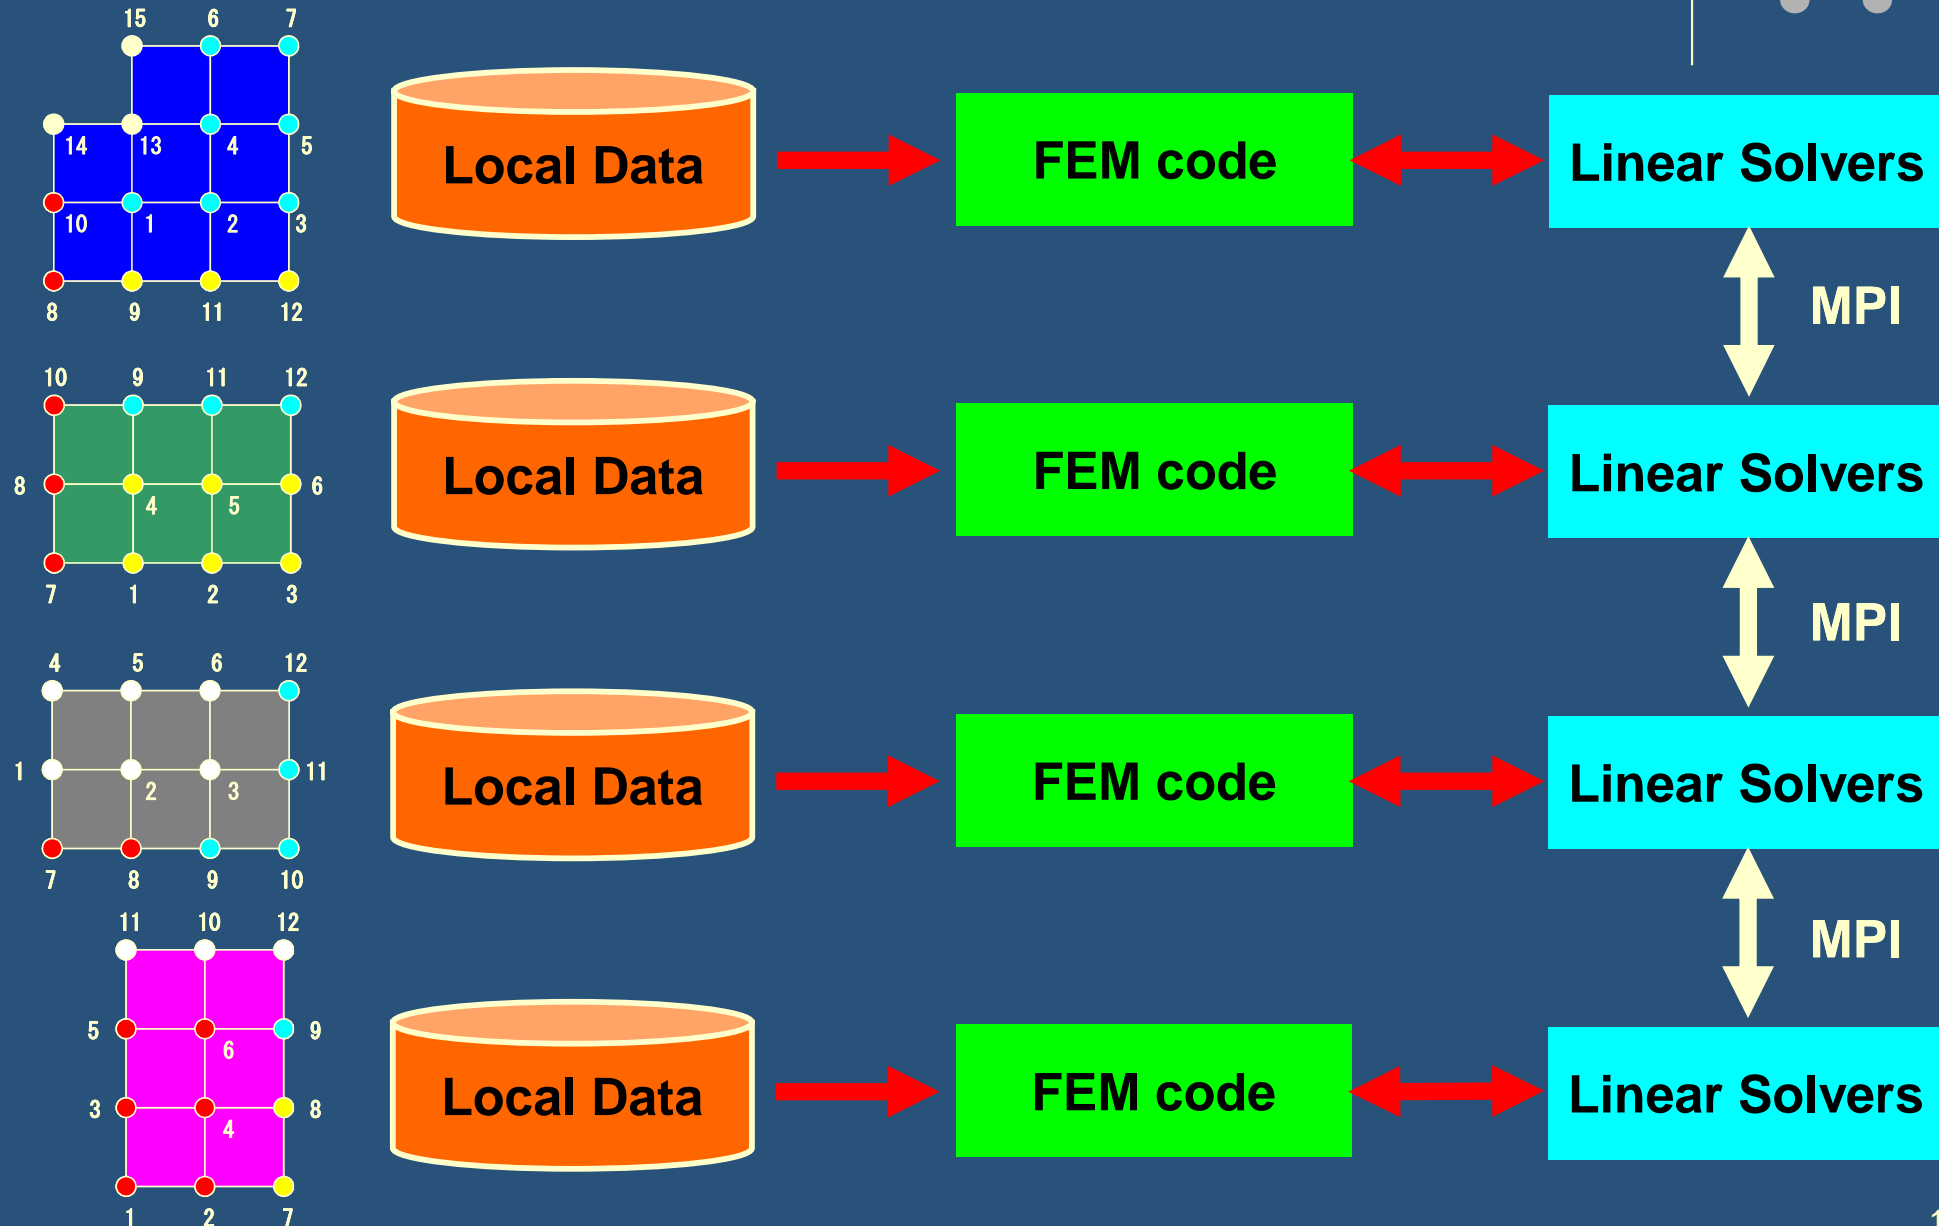 15 6 7
14 13 4 5
10 1 2 3
8 9 11 12
Local Data
FEM code
Linear Solvers
MPI
10 9 11 12
8 4 5 6
7 1 2 3
Local Data
FEM code
Linear Solvers
MPI
4 5 6 12
1 2 3 11
7 8 9 10
Local Data
FEM code
Linear Solvers
MPI
11 10 12
5 6 9
3 4 8
1 2 7
Local Data
FEM code
Linear Solvers